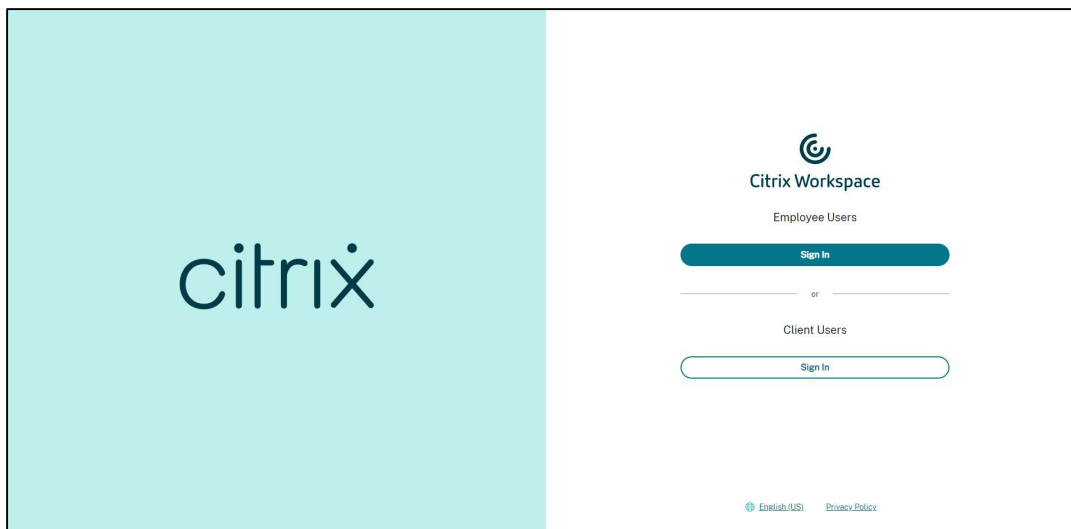 citrix
Citrix Workspace
Employee Users
Sign In
or
Client Users
Sign In
English (US) Privacy Policy